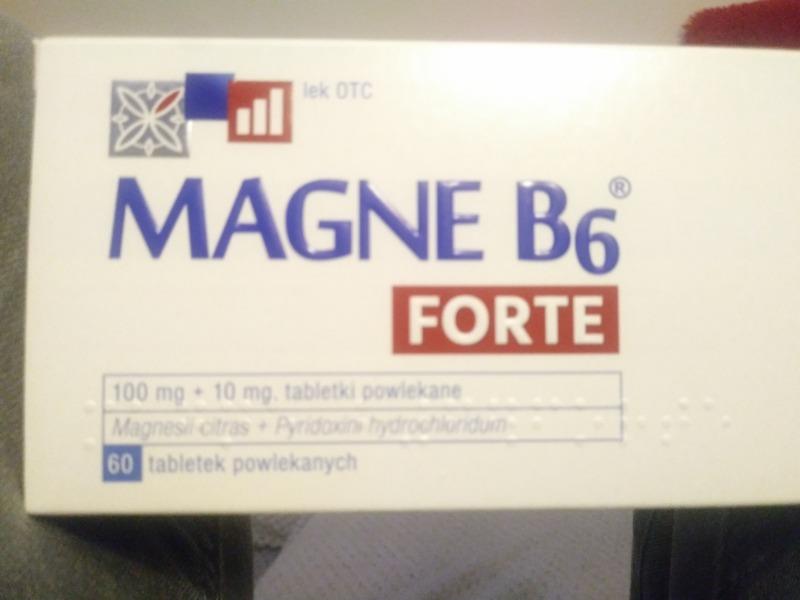 lek OTC
MAGNE B6®
FORTE
100 mg + 10 mg, tabletki powlekane
Magnesii citras + Pyridoxini hydrochloridum
60 tabletek powlekanych